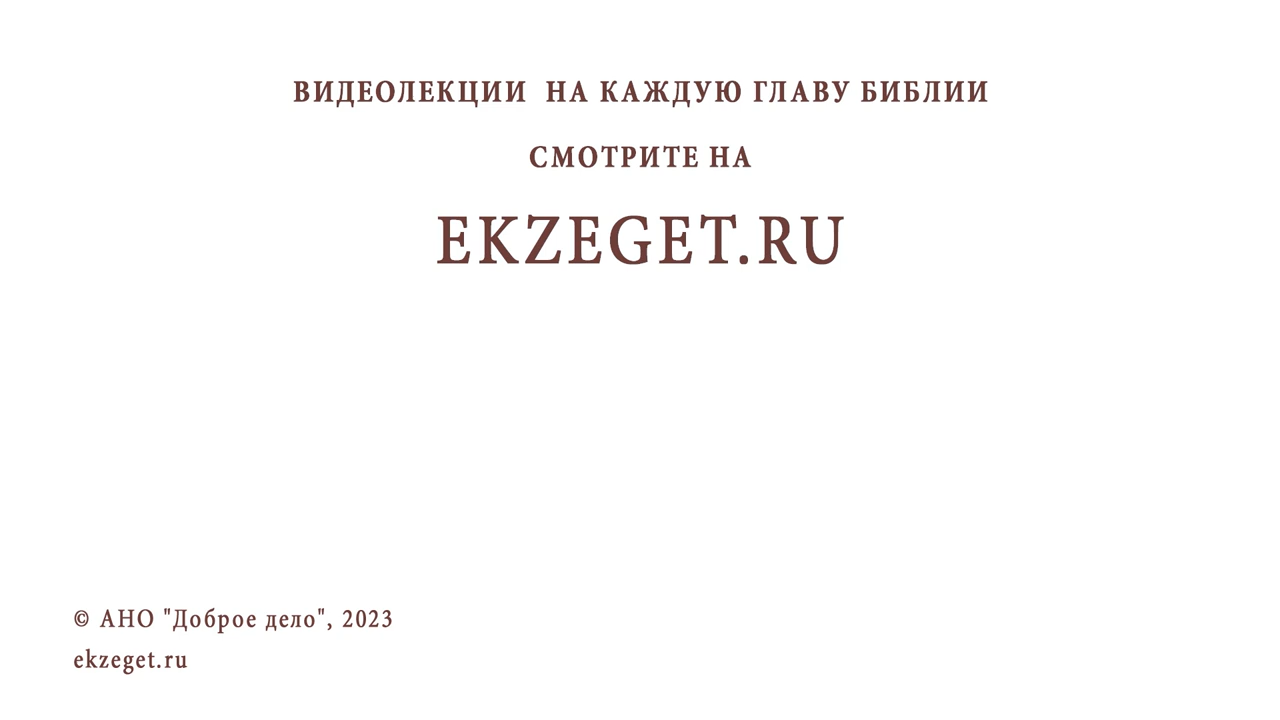 ВИДЕОЛЕКЦИИ НА КАЖДУЮ ГЛАВУ БИБЛИИ
СМОТРИТЕ НА
EKZEGET.RU
© АНО "Доброе дело", 2023
ekzeget.ru